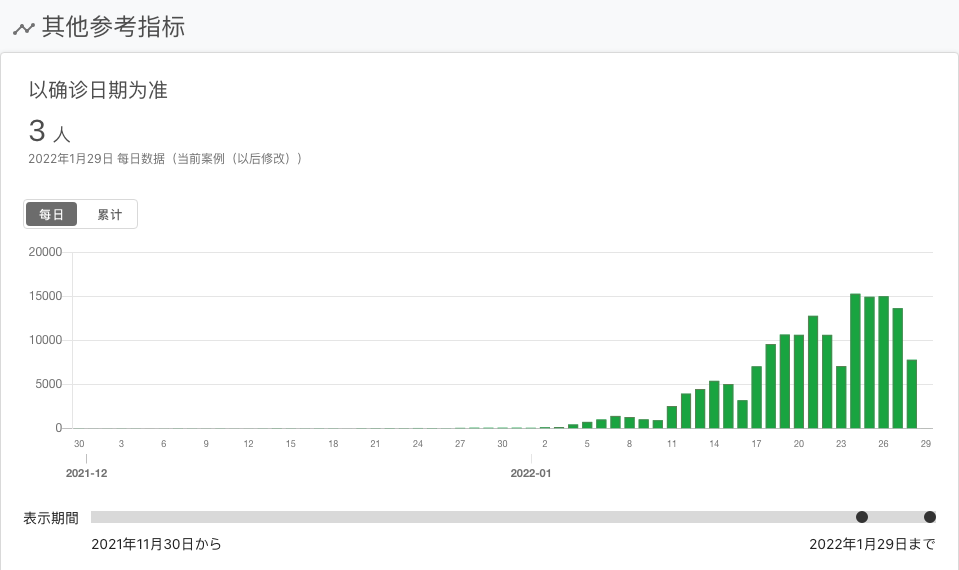 其他参考指标
以确诊日期为准
3 人
2022年1月29日 每日数据（当前案例（以后修改））
每日 累计
20000
15000
10000
5000
0
30 3 6 9 12 15 18 21 24 27 30 2 5 8 11 14 17 20 23 26 29
2021-12 2022-01
表示期間
2021年11月30日から 2022年1月29日まで